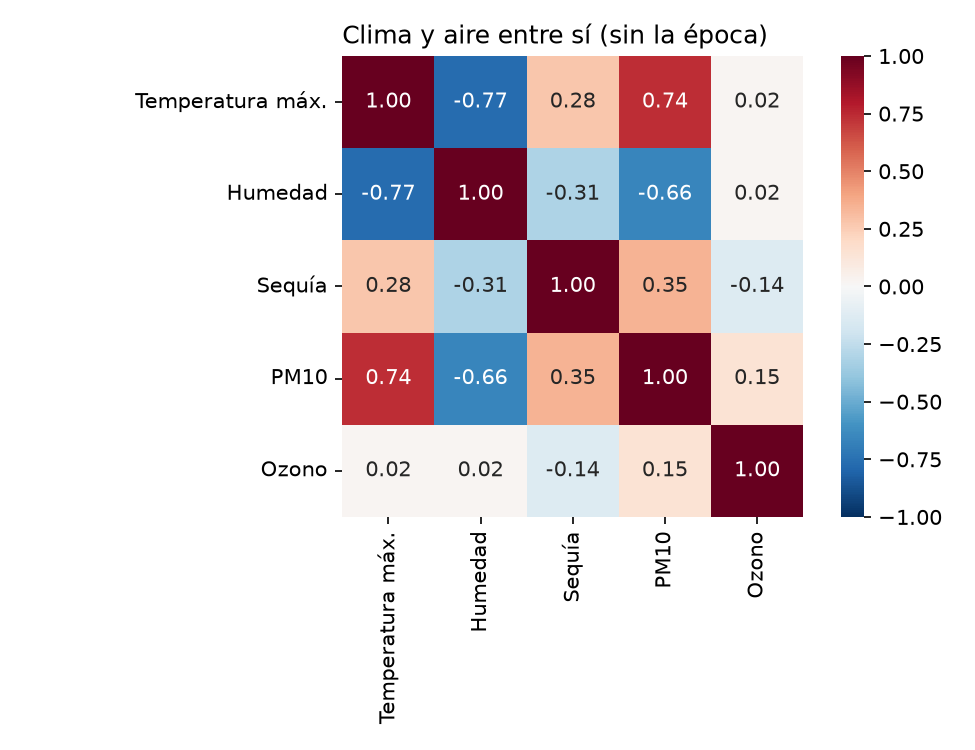 Clima y aire entre sí (sin la época)
Temperatura máx. 1.00 -0.77 0.28 0.74 0.02
Humedad -0.77 1.00 -0.31 -0.66 0.02
Sequía 0.28 -0.31 1.00 0.35 -0.14
PM10 0.74 -0.66 0.35 1.00 0.15
Ozono 0.02 0.02 -0.14 0.15 1.00
Temperatura máx.
Humedad
Sequía
PM10
Ozono
1.00
0.75
0.50
0.25
0.00
−0.25
−0.50
−0.75
−1.00